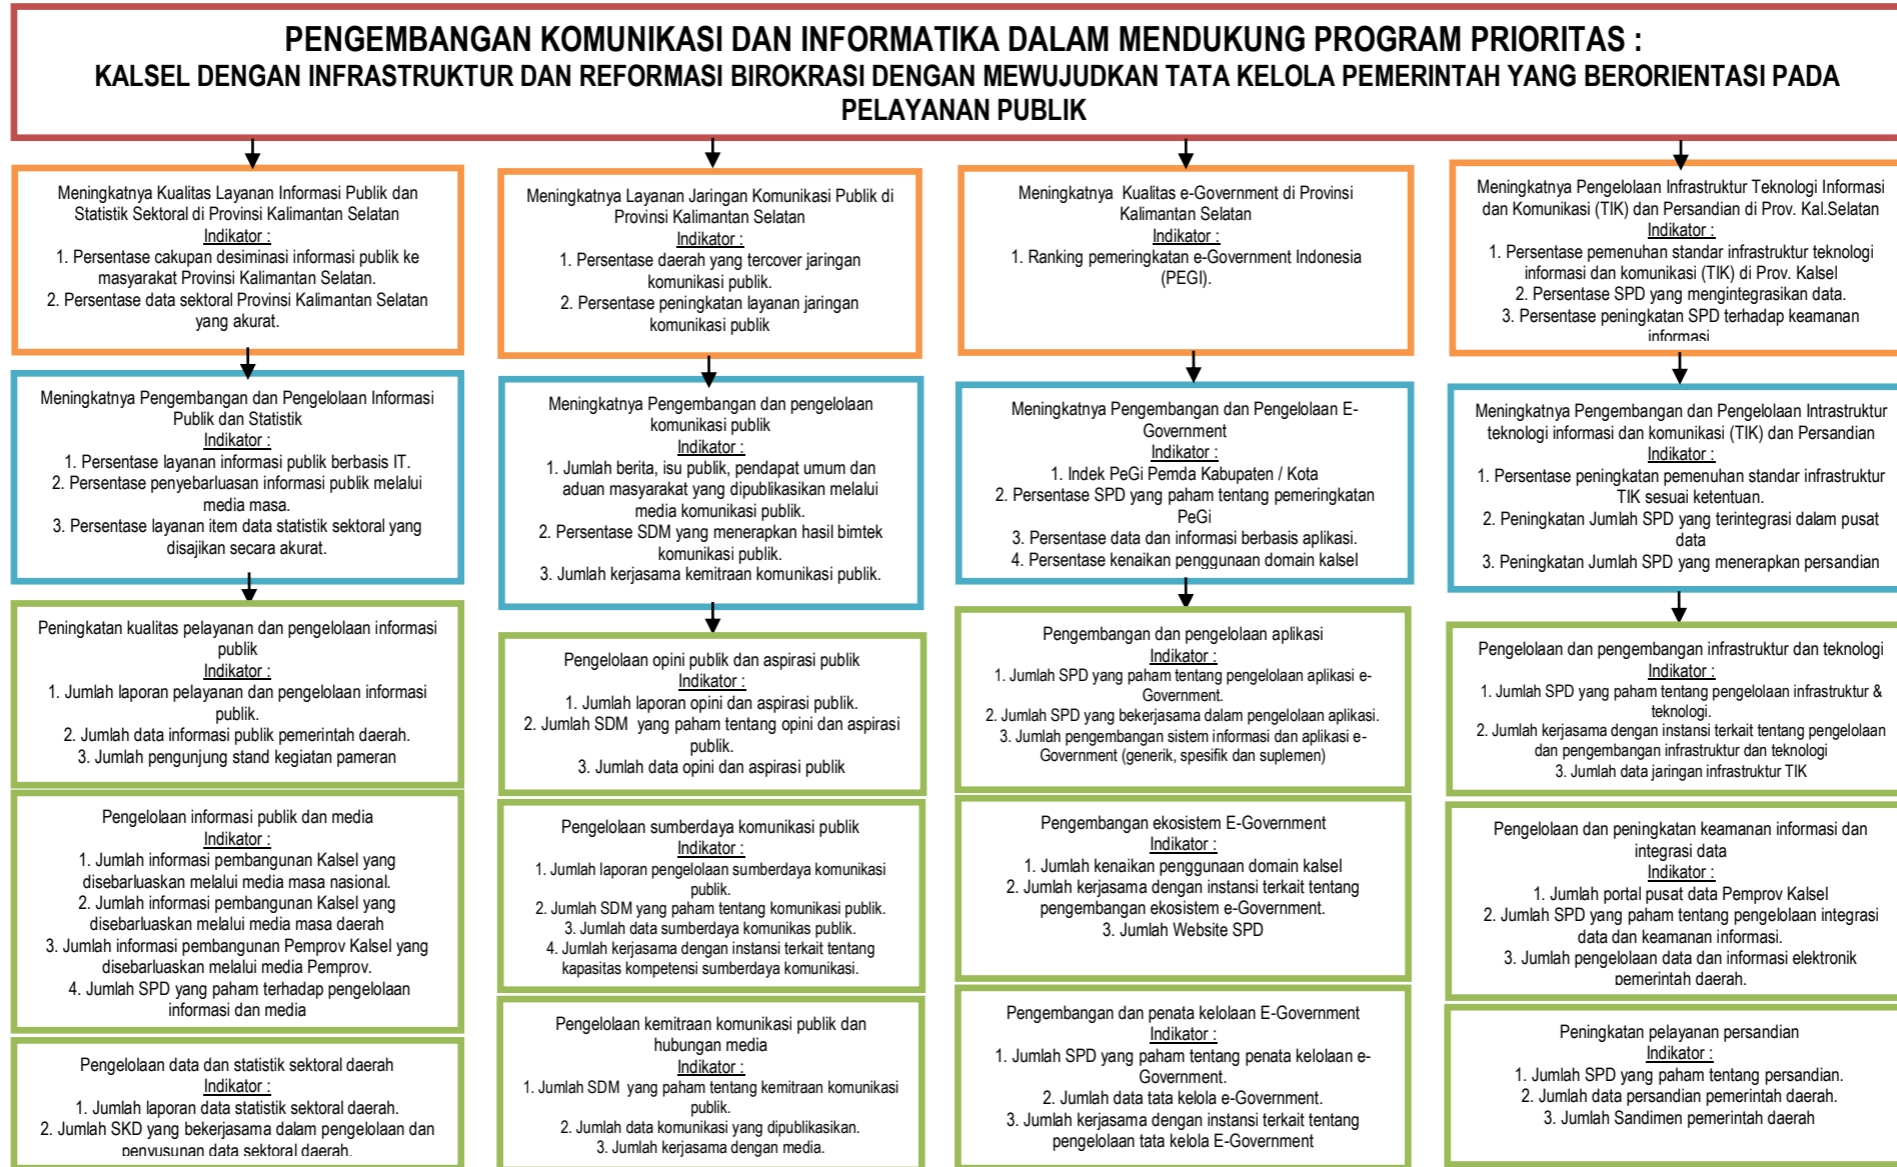 PENGEMBANGAN KOMUNIKASI DAN INFORMATIKA DALAM MENDUKUNG PROGRAM PRIORITAS :
KALSEL DENGAN INFRASTRUKTUR DAN REFORMASI BIROKRASI DENGAN MEWUJUDKAN TATA KELOLA PEMERINTAH YANG BERORIENTASI PADA
PELAYANAN PUBLIK
Meningkatnya Kualitas Layanan Informasi Publik dan
Statistik Sektoral di Provinsi Kalimantan Selatan
Indikator :
1. Persentase cakupan desiminasi informasi publik ke
masyarakat Provinsi Kalimantan Selatan.
2. Persentase data sektoral Provinsi Kalimantan Selatan
yang akurat.
Meningkatnya Layanan Jaringan Komunikasi Publik di
Provinsi Kalimantan Selatan
Indikator :
1. Persentase daerah yang tercover jaringan
komunikasi publik.
2. Persentase peningkatan layanan jaringan
komunikasi publik
Meningkatnya Kualitas e-Government di Provinsi
Kalimantan Selatan
Indikator :
1. Ranking pemeringkatan e-Government Indonesia
(PEGI).
Meningkatnya Pengelolaan Infrastruktur Teknologi Informasi
dan Komunikasi (TIK) dan Persandian di Prov. Kal.Selatan
Indikator :
1. Persentase pemenuhan standar infrastruktur teknologi
informasi dan komunikasi (TIK) di Prov. Kalsel
2. Persentase SPD yang mengintegrasikan data.
3. Persentase peningkatan SPD terhadap keamanan
informasi
Meningkatnya Pengembangan dan Pengelolaan Informasi
Publik dan Statistik
Indikator :
1. Persentase layanan informasi publik berbasis IT.
2. Persentase penyebarluasan informasi publik melalui
media masa.
3. Persentase layanan item data statistik sektoral yang
disajikan secara akurat.
Meningkatnya Pengembangan dan pengelolaan
komunikasi publik
Indikator :
1. Jumlah berita, isu publik, pendapat umum dan
aduan masyarakat yang dipublikasikan melalui
media komunikasi publik.
2. Persentase SDM yang menerapkan hasil bimtek
komunikasi publik.
3. Jumlah kerjasama kemitraan komunikasi publik.
Meningkatnya Pengembangan dan Pengelolaan E-
Government
Indikator :
1. Indek PeGi Pemda Kabupaten / Kota
2. Persentase SPD yang paham tentang pemeringkatan
PeGi
3. Persentase data dan informasi berbasis aplikasi.
4. Persentase kenaikan penggunaan domain kalsel
Meningkatnya Pengembangan dan Pengelolaan Intrastruktur
teknologi informasi dan komunikasi (TIK) dan Persandian
Indikator :
1. Persentase peningkatan pemenuhan standar infrastruktur
TIK sesuai ketentuan.
2. Peningkatan Jumlah SPD yang terintegrasi dalam pusat
data
3. Peningkatan Jumlah SPD yang menerapkan persandian
Peningkatan kualitas pelayanan dan pengelolaan informasi
publik
Indikator :
1. Jumlah laporan pelayanan dan pengelolaan informasi
publik.
2. Jumlah data informasi publik pemerintah daerah.
3. Jumlah pengunjung stand kegiatan pameran
Pengelolaan opini publik dan aspirasi publik
Indikator :
1. Jumlah laporan opini dan aspirasi publik.
2. Jumlah SDM yang paham tentang opini dan aspirasi
publik.
3. Jumlah data opini dan aspirasi publik
Pengembangan dan pengelolaan aplikasi
Indikator :
1. Jumlah SPD yang paham tentang pengelolaan aplikasi e-
Government.
2. Jumlah SPD yang bekerjasama dalam pengelolaan aplikasi.
3. Jumlah pengembangan sistem informasi dan aplikasi e-
Government (generik, spesifik dan suplemen)
Pengelolaan dan pengembangan infrastruktur dan teknologi
Indikator :
1. Jumlah SPD yang paham tentang pengelolaan infrastruktur &
teknologi.
2. Jumlah kerjasama dengan instansi terkait tentang pengelolaan
dan pengembangan infrastruktur dan teknologi
3. Jumlah data jaringan infrastruktur TIK
Pengelolaan informasi publik dan media
Indikator :
1. Jumlah informasi pembangunan Kalsel yang
disebarluaskan melalui media masa nasional.
2. Jumlah informasi pembangunan Kalsel yang
disebarluaskan melalui media masa daerah
3. Jumlah informasi pembangunan Pemprov Kalsel yang
disebarluaskan melalui media Pemprov.
4. Jumlah SPD yang paham terhadap pengelolaan
informasi dan media
Pengelolaan sumberdaya komunikasi publik
Indikator :
1. Jumlah laporan pengelolaan sumberdaya komunikasi
publik.
2. Jumlah SDM yang paham tentang komunikasi publik.
3. Jumlah data sumberdaya komunikas publik.
4. Jumlah kerjasama dengan instansi terkait tentang
kapasitas kompetensi sumberdaya komunikasi.
Pengembangan ekosistem E-Government
Indikator :
1. Jumlah kenaikan penggunaan domain kalsel
2. Jumlah kerjasama dengan instansi terkait tentang
pengembangan ekosistem e-Government.
3. Jumlah Website SPD
Pengelolaan dan peningkatan keamanan informasi dan
integrasi data
Indikator :
1. Jumlah portal pusat data Pemprov Kalsel
2. Jumlah SPD yang paham tentang pengelolaan integrasi
data dan keamanan informasi.
3. Jumlah pengelolaan data dan informasi elektronik
pemerintah daerah.
Pengelolaan data dan statistik sektoral daerah
Indikator :
1. Jumlah laporan data statistik sektoral daerah.
2. Jumlah SKD yang bekerjasama dalam pengelolaan dan
penyusunan data sektoral daerah.
Pengelolaan kemitraan komunikasi publik dan
hubungan media
Indikator :
1. Jumlah SDM yang paham tentang kemitraan komunikasi
publik.
2. Jumlah data komunikasi yang dipublikasikan.
3. Jumlah kerjasama dengan media.
Pengembangan dan penata kelolaan E-Government
Indikator :
1. Jumlah SPD yang paham tentang penata kelolaan e-
Government.
2. Jumlah data tata kelola e-Government.
3. Jumlah kerjasama dengan instansi terkait tentang
pengelolaan tata kelola E-Government
Peningkatan pelayanan persandian
Indikator :
1. Jumlah SPD yang paham tentang persandian.
2. Jumlah data persandian pemerintah daerah.
3. Jumlah Sandimen pemerintah daerah